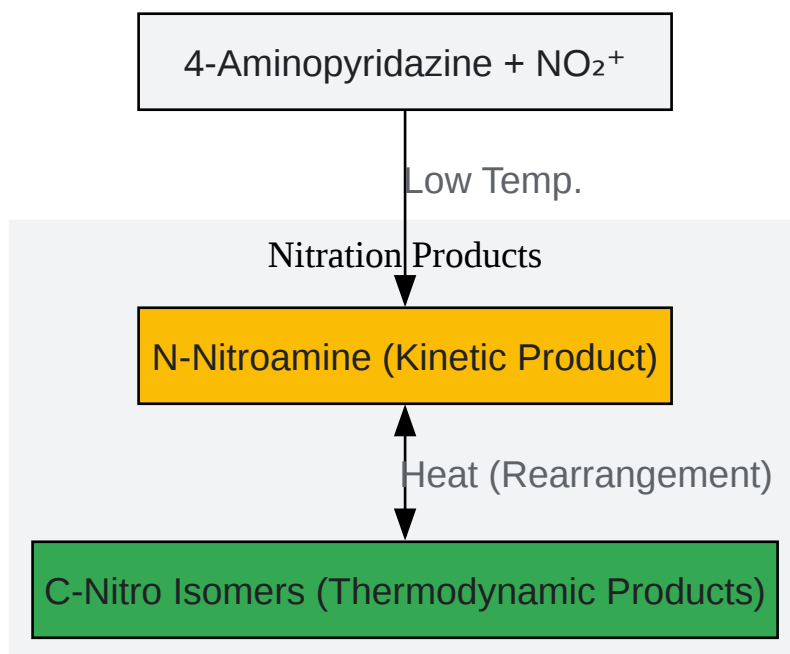 4-Aminopyridazine + NO₂⁺
Low Temp.
Nitration Products
N-Nitroamine (Kinetic Product)
Heat (Rearrangement)
C-Nitro Isomers (Thermodynamic Products)